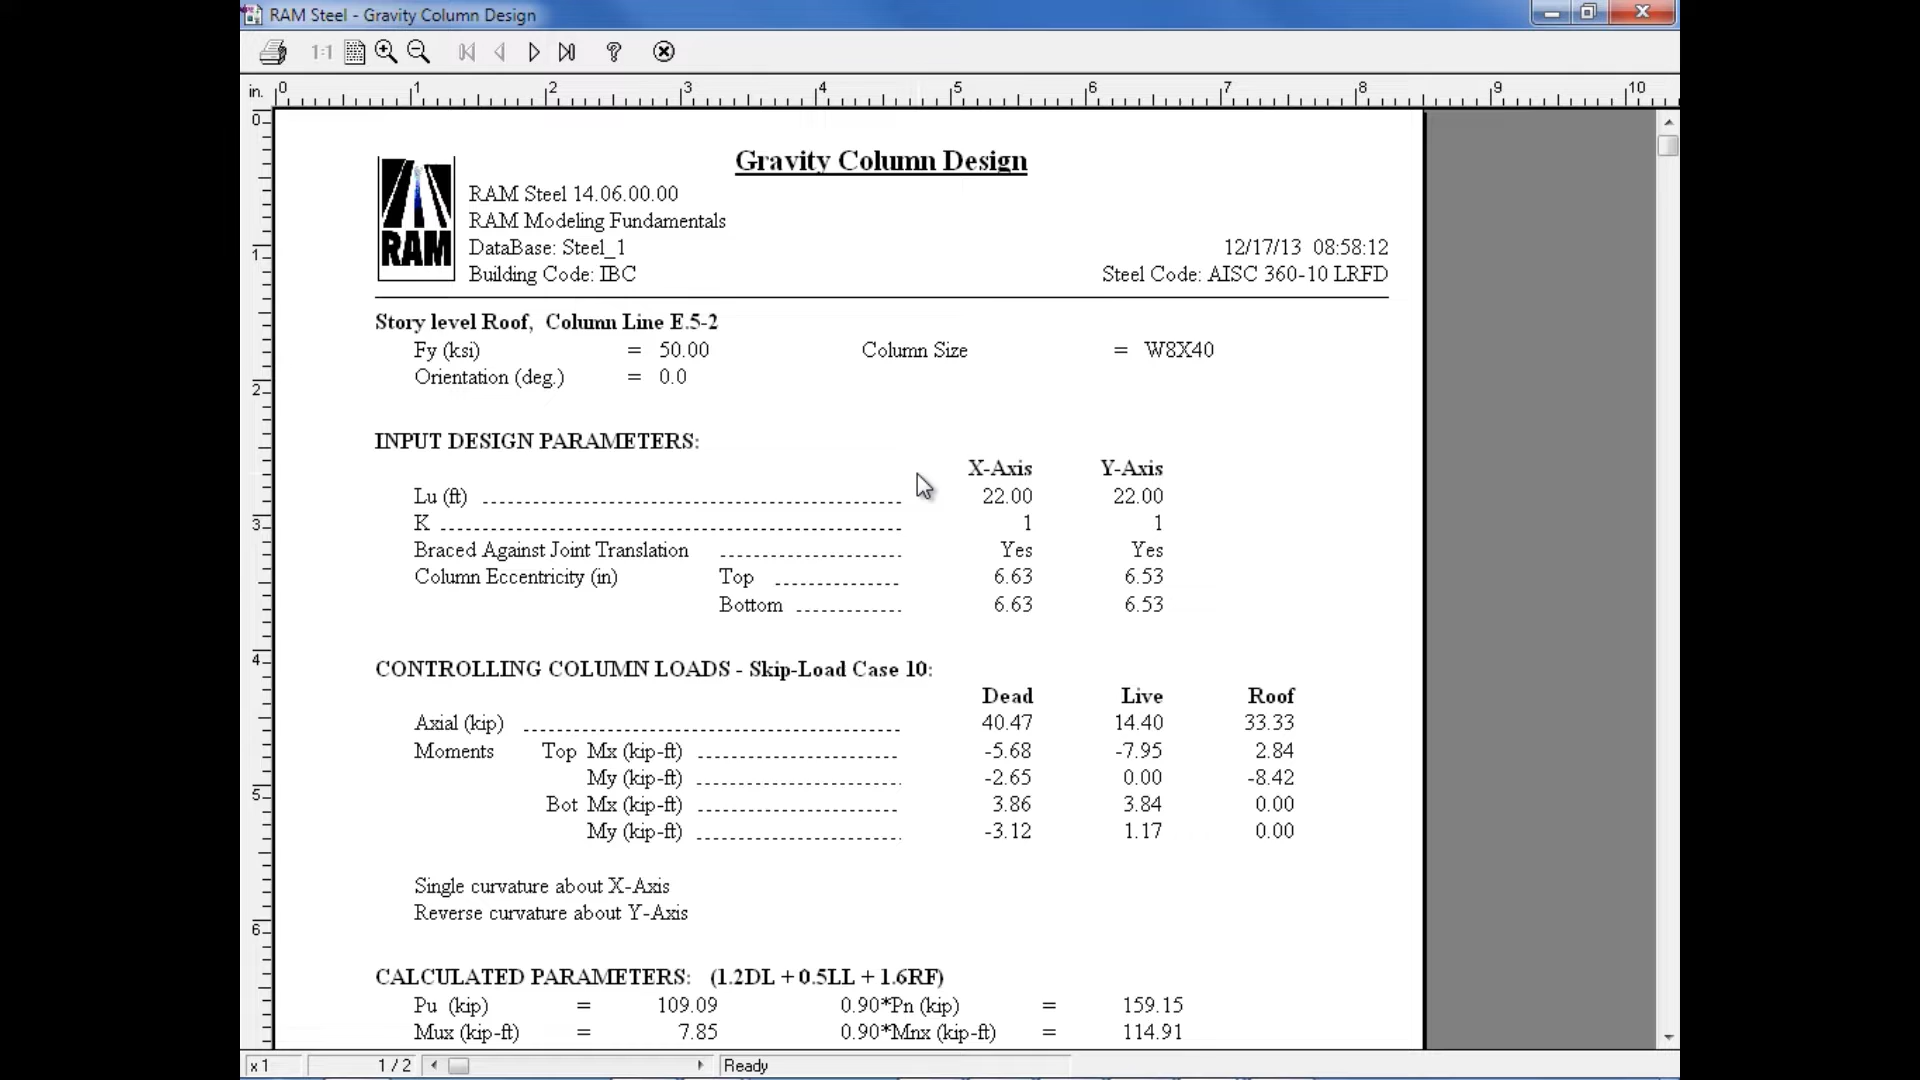 RAM Steel - Gravity Column Design
1:1
in. 0 1 2 3 4 5 6 7 8 9 10
0
1
2
3
4
5
6
Gravity Column Design
RAM
RAM Steel 14.06.00.00
RAM Modeling Fundamentals
DataBase: Steel_1 12/17/13 08:58:12
Building Code: IBC Steel Code: AISC 360-10 LRFD
Story level Roof, Column Line E.5-2
Fy (ksi) = 50.00 Column Size = W8X40
Orientation (deg.) = 0.0
INPUT DESIGN PARAMETERS:
X-Axis Y-Axis
Lu (ft) 22.00 22.00
K 1 1
Braced Against Joint Translation Yes Yes
Column Eccentricity (in) Top 6.63 6.53
Bottom 6.63 6.53
CONTROLLING COLUMN LOADS - Skip-Load Case 10:
Dead Live Roof
Axial (kip) 40.47 14.40 33.33
Moments Top Mx (kip-ft) -5.68 -7.95 2.84
My (kip-ft) -2.65 0.00 -8.42
Bot Mx (kip-ft) 3.86 3.84 0.00
My (kip-ft) -3.12 1.17 0.00
Single curvature about X-Axis
Reverse curvature about Y-Axis
CALCULATED PARAMETERS: (1.2DL + 0.5LL + 1.6RF)
Pu (kip) = 109.09 0.90*Pn (kip) = 159.15
Mux (kip-ft) = 7.85 0.90*Mnx (kip-ft) = 114.91
x1 1 / 2 Ready